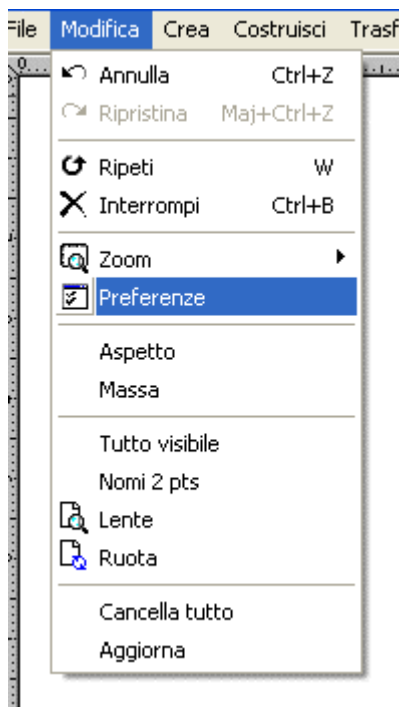 File Modifica Crea Costruisci Trasf
0...
Annulla Ctrl+Z
Ripristina Maj+Ctrl+Z
Ripeti W
Interrompi Ctrl+B
Zoom
Preferenze
Aspetto
Massa
Tutto visibile
Nomi 2 pts
Lente
Ruota
Cancella tutto
Aggiorna